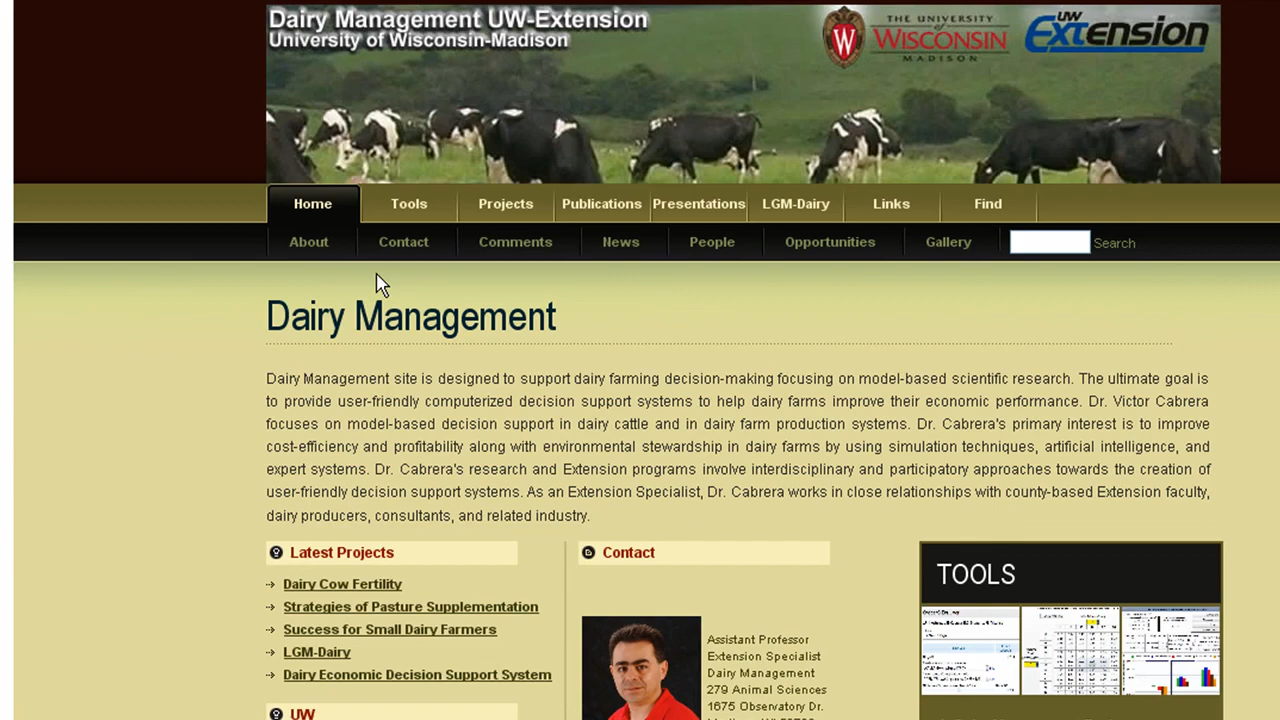 Dairy Management UW-Extension
University of Wisconsin-Madison
THE UNIVERSITY
of
WISCONSIN
MADISON
UW
Extension
Home Tools Projects Publications Presentations LGM-Dairy Links Find
About Contact Comments News People Opportunities Gallery Search
Dairy Management
Dairy Management site is designed to support dairy farming decision-making focusing on model-based scientific research. The ultimate goal is
to provide user-friendly computerized decision support systems to help dairy farms improve their economic performance. Dr. Victor Cabrera
focuses on model-based decision support in dairy cattle and in dairy farm production systems. Dr. Cabrera's primary interest is to improve
cost-efficiency and profitability along with environmental stewardship in dairy farms by using simulation techniques, artificial intelligence, and
expert systems. Dr. Cabrera's research and Extension programs involve interdisciplinary and participatory approaches towards the creation of
user-friendly decision support systems. As an Extension Specialist, Dr. Cabrera works in close relationships with county-based Extension faculty,
dairy producers, consultants, and related industry.
Latest Projects
Dairy Cow Fertility
Strategies of Pasture Supplementation
Success for Small Dairy Farmers
LGM-Dairy
Dairy Economic Decision Support System
UW
Contact
Assistant Professor
Extension Specialist
Dairy Management
279 Animal Sciences
1675 Observatory Dr.
TOOLS